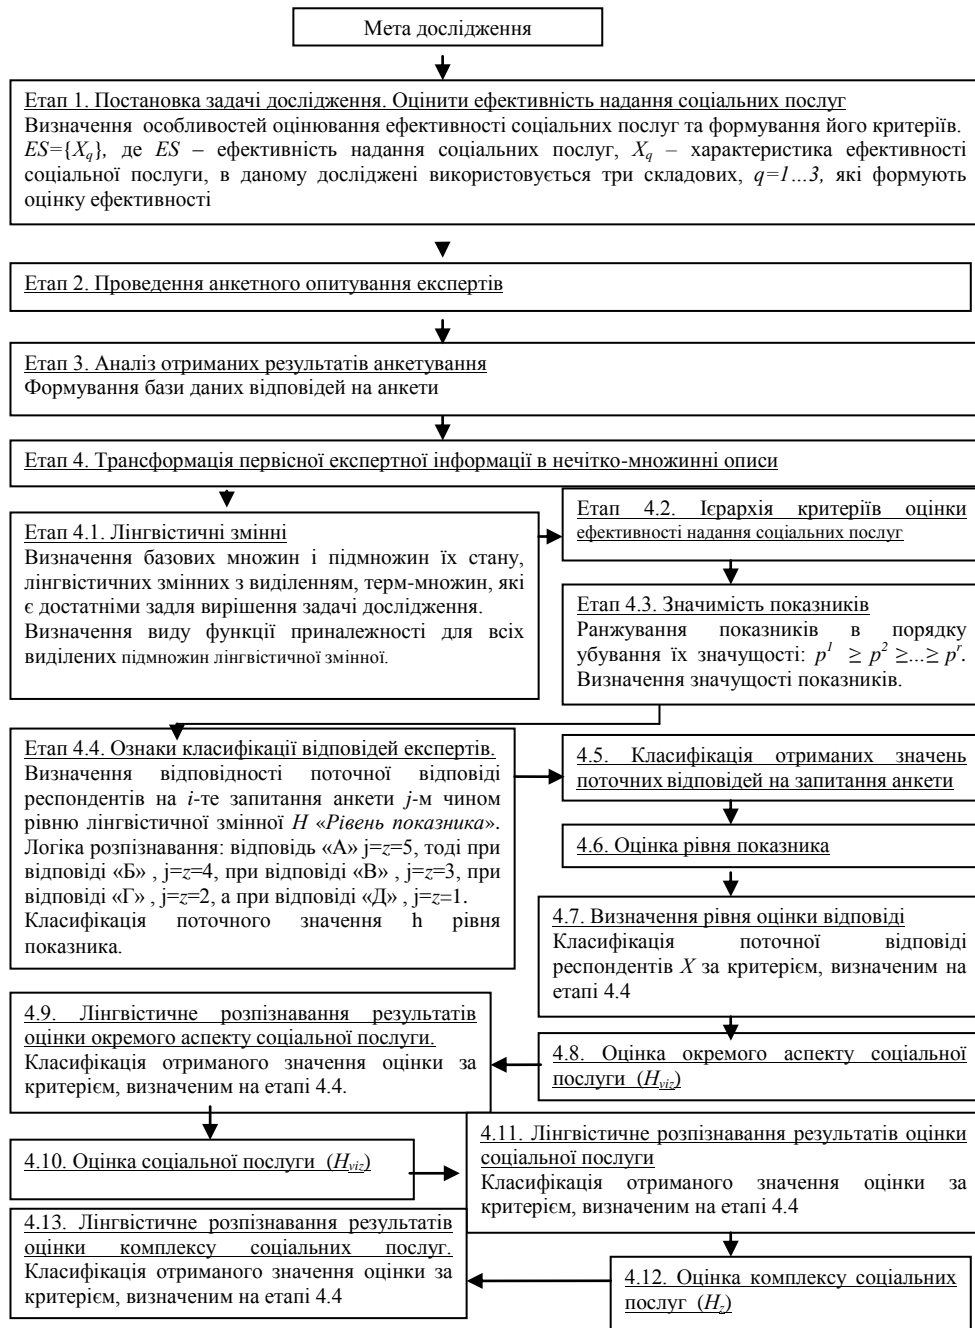 Мета дослідження
Етап 1. Постановка задачі дослідження. Оцінити ефективність надання соціальних послуг
Визначення особливостей оцінювання ефективності соціальних послуг та формування його критеріїв.
ES={X_q}, де ES – ефективність надання соціальних послуг, X_q – характеристика ефективності
соціальної послуги, в даному досліджені використовується три складових, q=1...3, які формують
оцінку ефективності
Етап 2. Проведення анкетного опитування експертів
Етап 3. Аналіз отриманих результатів анкетування
Формування бази даних відповідей на анкети
Етап 4. Трансформація первісної експертної інформації в нечітко-множинні описи
Етап 4.1. Лінгвістичні змінні
Визначення базових множин і підмножин їх стану,
лінгвістичних змінних з виділенням, терм-множин, які
є достатніми задля вирішення задачі дослідження.
Визначення виду функції приналежності для всіх
виділених підмножин лінгвістичної змінної.
Етап 4.2. Ієрархія критеріїв оцінки
ефективності надання соціальних послуг
Етап 4.3. Значимість показників
Ранжування показників в порядку
убування їх значущості: p^1 ≥ p^2 ≥...≥ p^r.
Визначення значущості показників.
Етап 4.4. Ознаки класифікації відповідей експертів.
Визначення відповідності поточної відповіді
респондентів на i-те запитання анкети j-м чином
рівню лінгвістичної змінної H «Рівень показника».
Логіка розпізнавання: відповідь «А» j=z=5, тоді при
відповіді «Б» , j=z=4, при відповіді «В» , j=z=3, при
відповіді «Г» , j=z=2, а при відповіді «Д» , j=z=1.
Класифікація поточного значення h рівня
показника.
4.5. Класифікація отриманих значень
поточних відповідей на запитання анкети
4.6. Оцінка рівня показника
4.7. Визначення рівня оцінки відповіді
Класифікація поточної відповіді
респондентів X за критерієм, визначеним на
етапі 4.4
4.8. Оцінка окремого аспекту соціальної
послуги (H_viz)
4.9. Лінгвістичне розпізнавання результатів
оцінки окремого аспекту соціальної послуги.
Класифікація отриманого значення оцінки за
критерієм, визначеним на етапі 4.4.
4.10. Оцінка соціальної послуги (H_viz)
4.11. Лінгвістичне розпізнавання результатів оцінки
соціальної послуги
Класифікація отриманого значення оцінки за
критерієм, визначеним на етапі 4.4
4.12. Оцінка комплексу соціальних
послуг (H_z)
4.13. Лінгвістичне розпізнавання результатів
оцінки комплексу соціальних послуг.
Класифікація отриманого значення оцінки за
критерієм, визначеним на етапі 4.4